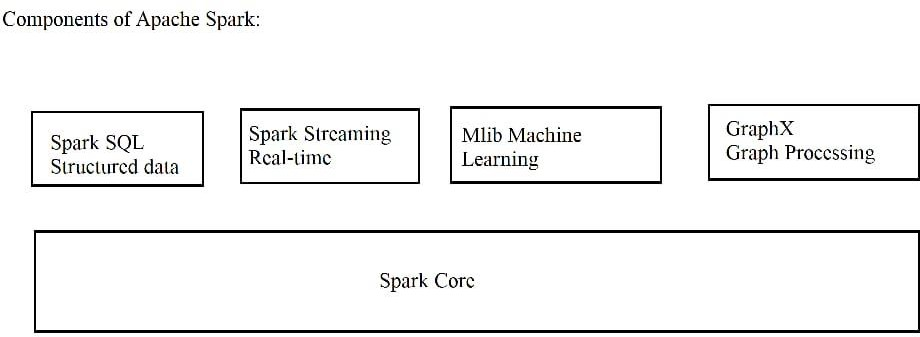 Components of Apache Spark:
Spark SQL
Structured data
Spark Streaming
Real-time
Mlib Machine
Learning
GraphX
Graph Processing
Spark Core